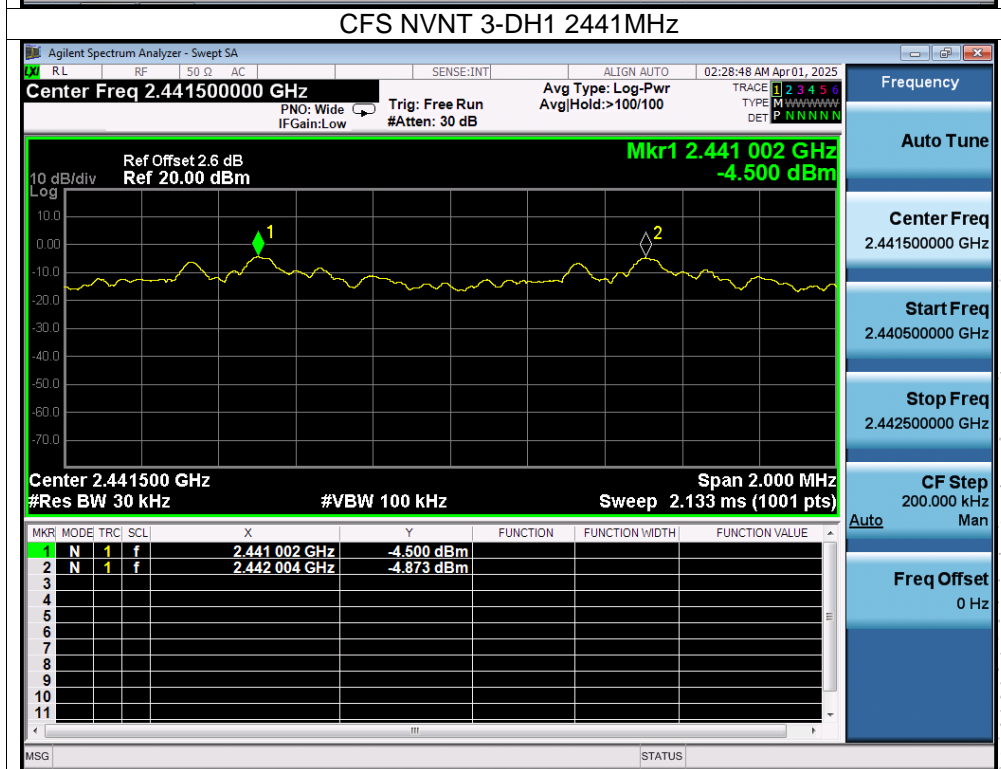 CFS NVNT 3-DH1 2441MHz
Agilent Spectrum Analyzer - Swept SA
LXI RL RF 50 Ω AC SENSE:INT ALIGN AUTO 02:28:48 AM Apr 01, 2025
Center Freq 2.441500000 GHz
PNO: Wide
IFGain:Low
Trig: Free Run
#Atten: 30 dB
Avg Type: Log-Pwr
Avg|Hold:>100/100
TRACE 1 2 3 4 5 6
TYPE M WWWWW
DET P N N N N N
Frequency
Auto Tune
Center Freq
2.441500000 GHz
Start Freq
2.440500000 GHz
Stop Freq
2.442500000 GHz
CF Step
200.000 kHz
Auto Man
Freq Offset
0 Hz
Mkr1 2.441 002 GHz
-4.500 dBm
Ref Offset 2.6 dB
10 dB/div Ref 20.00 dBm
Log
10.0
0.00
-10.0
-20.0
-30.0
-40.0
-50.0
-60.0
-70.0
1
2
Center 2.441500 GHz Span 2.000 MHz
#Res BW 30 kHz #VBW 100 kHz Sweep 2.133 ms (1001 pts)
MKR MODE TRC SCL X Y FUNCTION FUNCTION WIDTH FUNCTION VALUE
1 N 1 f 2.441 002 GHz -4.500 dBm
2 N 1 f 2.442 004 GHz -4.873 dBm
3
4
5
6
7
8
9
10
11
MSG STATUS